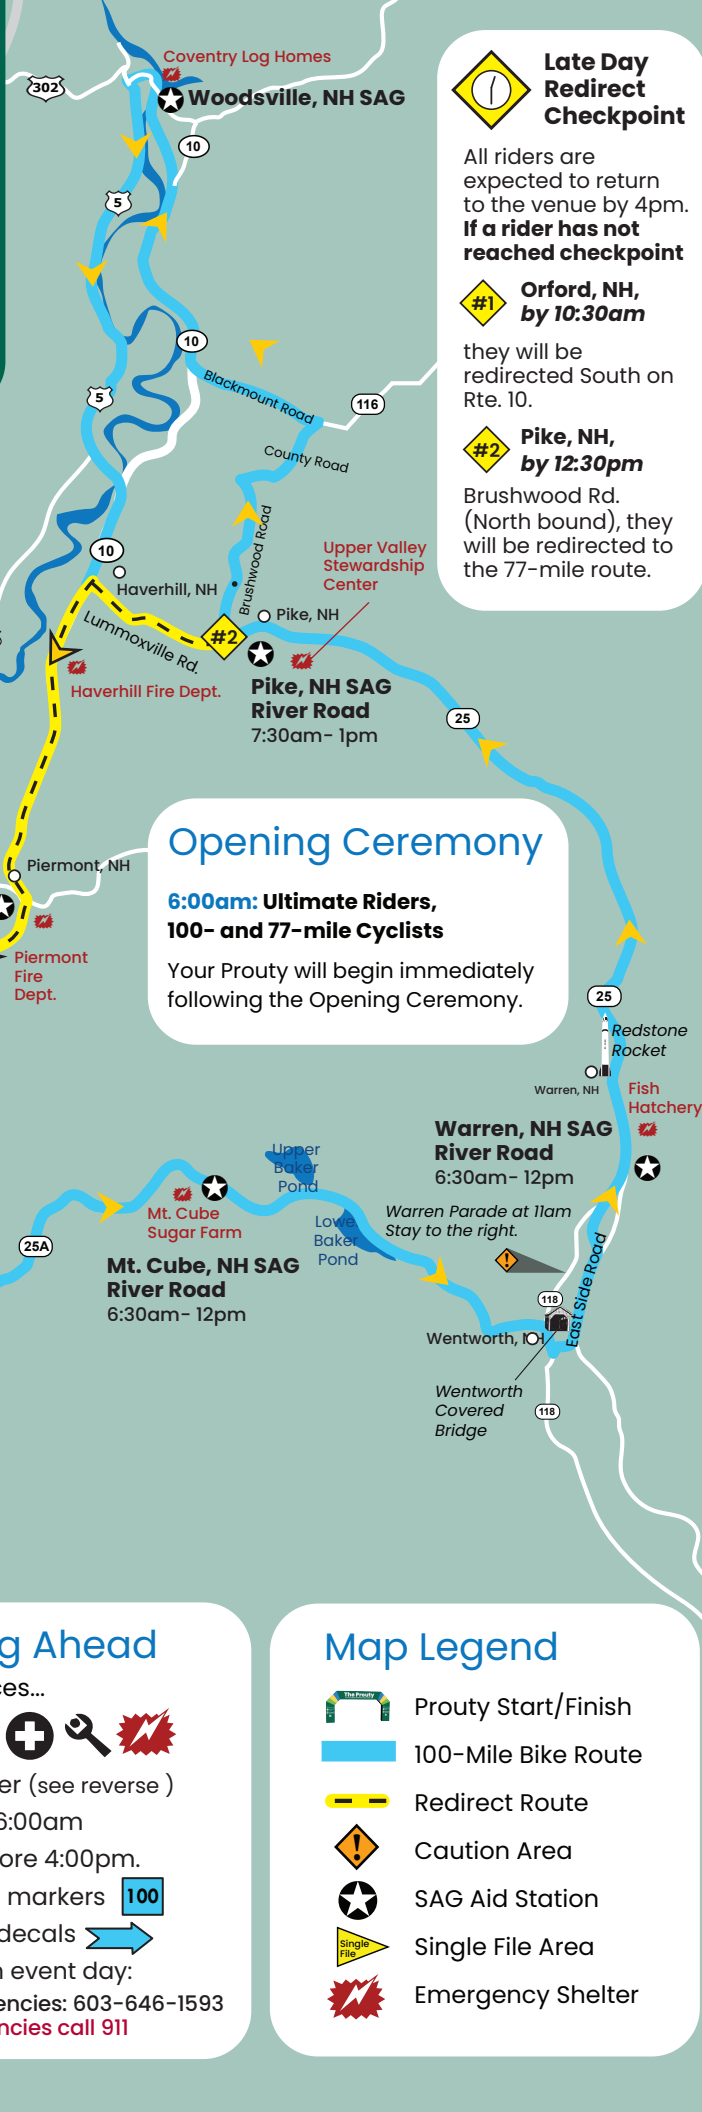 Coventry Log Homes
302
Woodsville, NH SAG
10
5
10
5
Blackmount Road
116
County Road
Brushwood Road
10
Haverhill, NH
Lummoxville Rd.
#2
Pike, NH
Upper Valley
Stewardship
Center
Haverhill Fire Dept.
Pike, NH SAG
River Road
7:30am- 1pm
25
Late Day
Redirect
Checkpoint
All riders are
expected to return
to the venue by 4pm.
If a rider has not
reached checkpoint
#1
Orford, NH,
by 10:30am
they will be
redirected South on
Rte. 10.
#2
Pike, NH,
by 12:30pm
Brushwood Rd.
(North bound), they
will be redirected to
the 77-mile route.
Opening Ceremony
6:00am: Ultimate Riders,
100- and 77-mile Cyclists
Your Prouty will begin immediately
following the Opening Ceremony.
Piermont, NH
Piermont
Fire
Dept.
25
Redstone
Rocket
Warren, NH
Fish
Hatchery
Warren, NH SAG
River Road
6:30am- 12pm
Upper
Baker
Pond
Lower
Baker
Pond
Warren Parade at 11am
Stay to the right.
Mt. Cube
Sugar Farm
25A
Mt. Cube, NH SAG
River Road
6:30am- 12pm
118
East Side Road
Wentworth, NH
Wentworth
Covered
Bridge
118
g Ahead
ces...
er (see reverse )
6:00am
ore 4:00pm.
markers 100
decals
n event day:
encies: 603-646-1593
ncies call 911
Map Legend
The Prouty
Prouty Start/Finish
100-Mile Bike Route
Redirect Route
Caution Area
SAG Aid Station
Single
File
Single File Area
Emergency Shelter